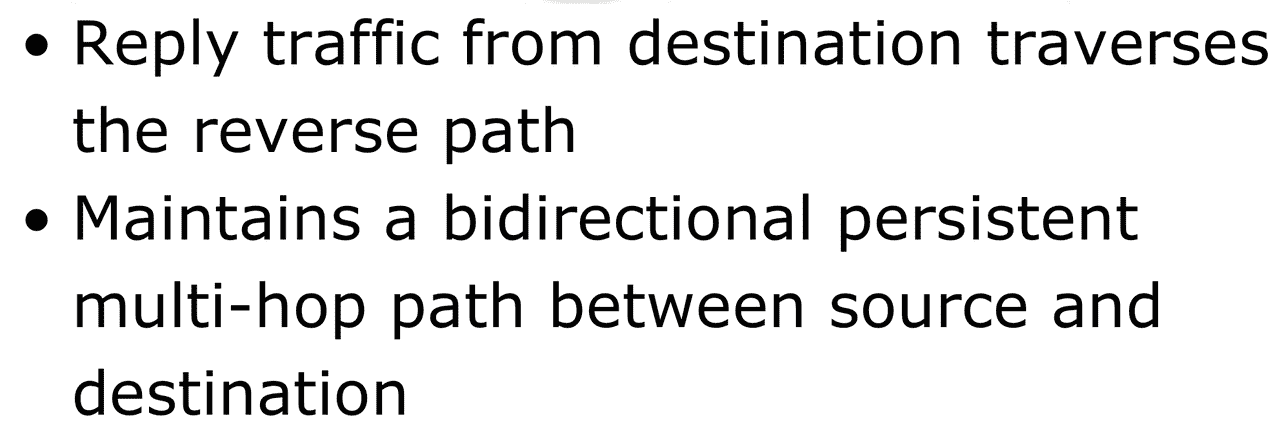 • Reply traffic from destination traverses
the reverse path
• Maintains a bidirectional persistent
multi-hop path between source and
destination